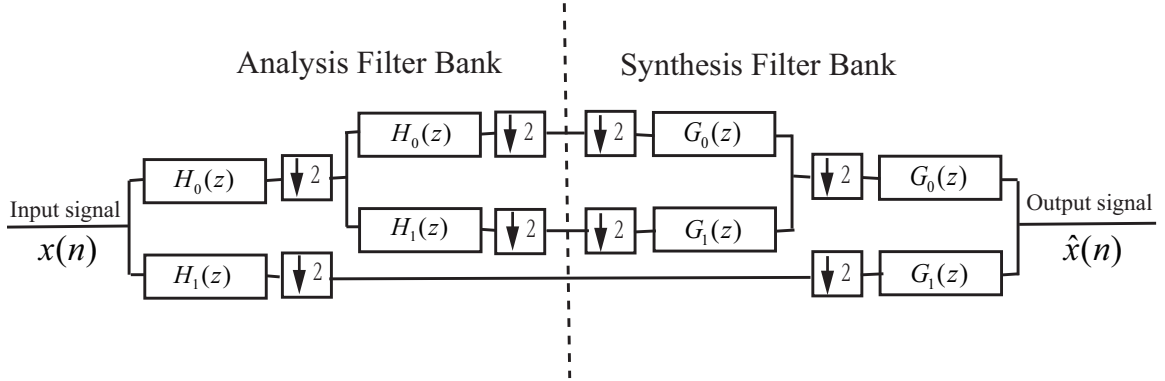 Analysis Filter Bank
Synthesis Filter Bank
H₀(z)
↓ 2
↓ 2
G₀(z)
H₀(z)
↓ 2
↓ 2
G₀(z)
Input signal
x(n)
H₁(z)
↓ 2
↓ 2
G₁(z)
Output signal
x̂(n)
H₁(z)
↓ 2
↓ 2
G₁(z)